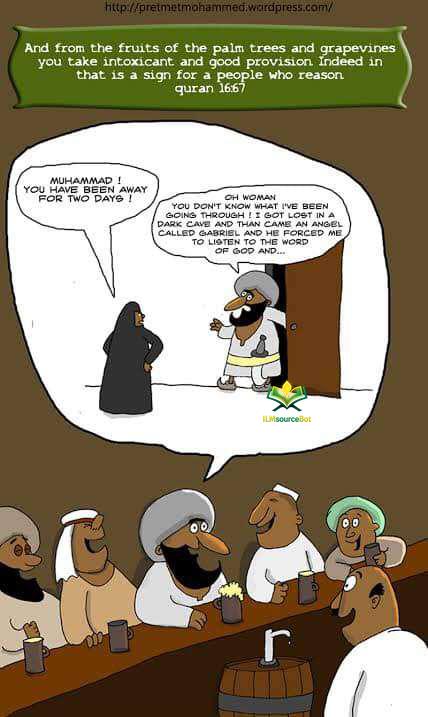 http://pretmetmohammed.wordpress.com/
And from the fruits of the palm trees and grapevines
you take intoxicant and good provision. Indeed in
that is a sign for a people who reason
quran 16:67
MUHAMMAD !
YOU HAVE BEEN AWAY
FOR TWO DAYS !
OH WOMAN
YOU DON'T KNOW WHAT I'VE BEEN
GOING THROUGH ! I GOT LOST IN A
DARK CAVE AND THAN CAME AN ANGEL
CALLED GABRIEL AND HE FORCED ME
TO LISTEN TO THE WORD
OF GOD AND...
ILMsourceBot